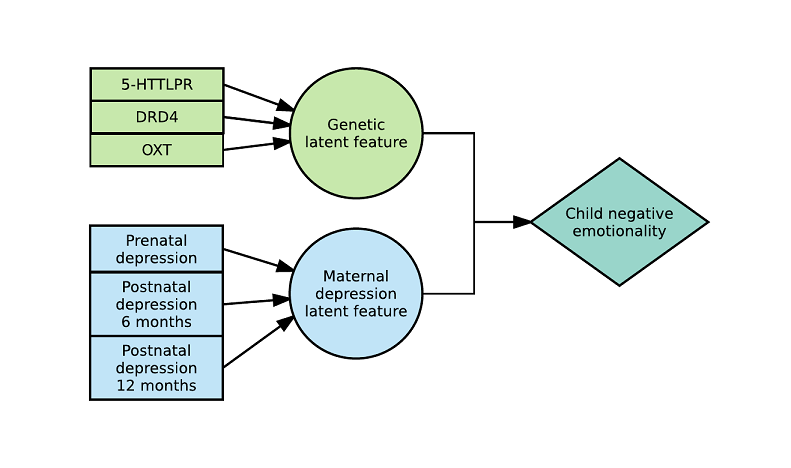 5-HTTLPR
DRD4
OXT
Genetic
latent feature
Prenatal
depression
Postnatal
depression
6 months
Postnatal
depression
12 months
Maternal
depression
latent feature
Child negative
emotionality